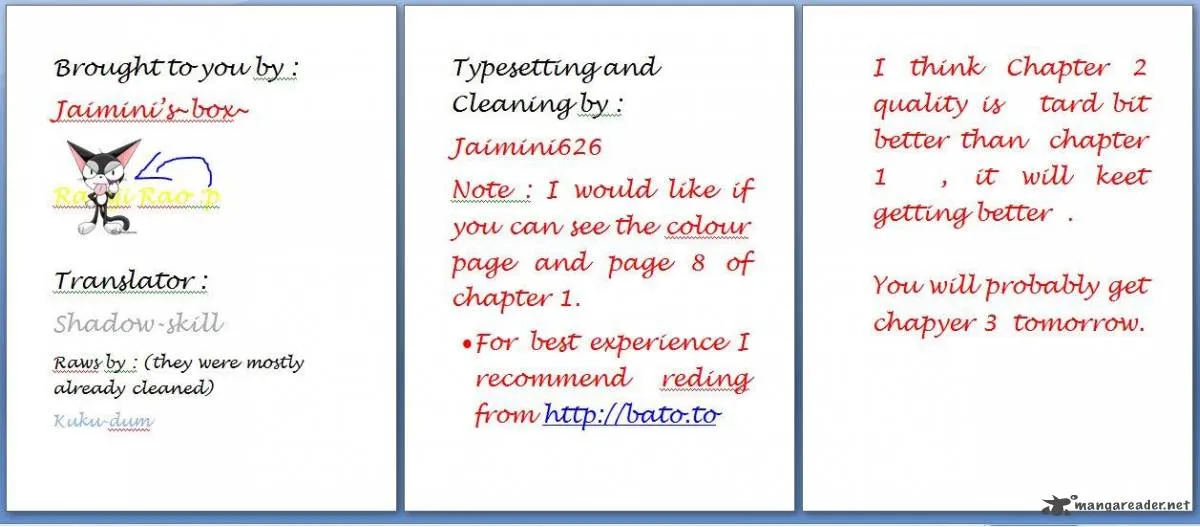 Brought to you by :
Jaimini's~box~
Rao :p
Translator :
Shadow-skill
Raws by : (they were mostly
already cleaned)
Kuku-dum
Typesetting and
Cleaning by :
Jaimini626
Note : I would like if
you can see the colour
page and page 8 of
chapter 1.
•For best experience I
recommend reding
from http://bato.to
I think Chapter 2
quality is tard bit
better than chapter
1 , it will keet
getting better .
You will probably get
chapyer 3 tomorrow.
mangareader.net